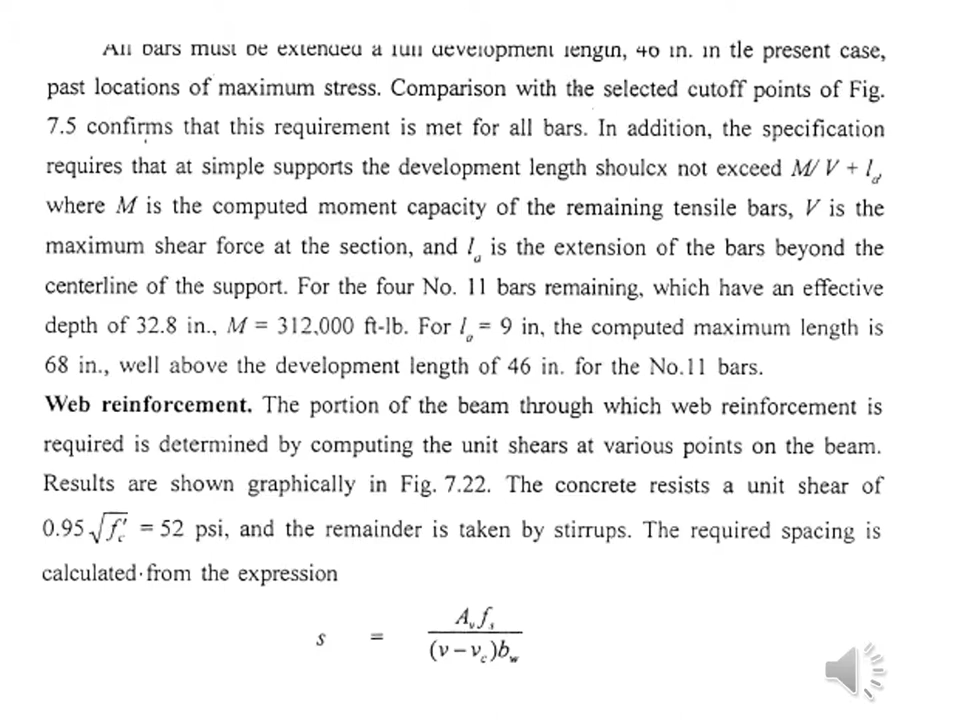 All bars must be extended a full development length, 46 in. in tle present case,
past locations of maximum stress. Comparison with the selected cutoff points of Fig.
7.5 confirms that this requirement is met for all bars. In addition, the specification
requires that at simple supports the development length shoulcx not exceed M/ V + l_d
where M is the computed moment capacity of the remaining tensile bars, V is the
maximum shear force at the section, and l_a is the extension of the bars beyond the
centerline of the support. For the four No. 11 bars remaining, which have an effective
depth of 32.8 in., M = 312,000 ft-lb. For l_a = 9 in, the computed maximum length is
68 in., well above the development length of 46 in. for the No.11 bars.
Web reinforcement. The portion of the beam through which web reinforcement is
required is determined by computing the unit shears at various points on the beam.
Results are shown graphically in Fig. 7.22. The concrete resists a unit shear of
0.95 √f'_c = 52 psi, and the remainder is taken by stirrups. The required spacing is
calculated from the expression
s = A_v f_s / (v − v_c)b_w